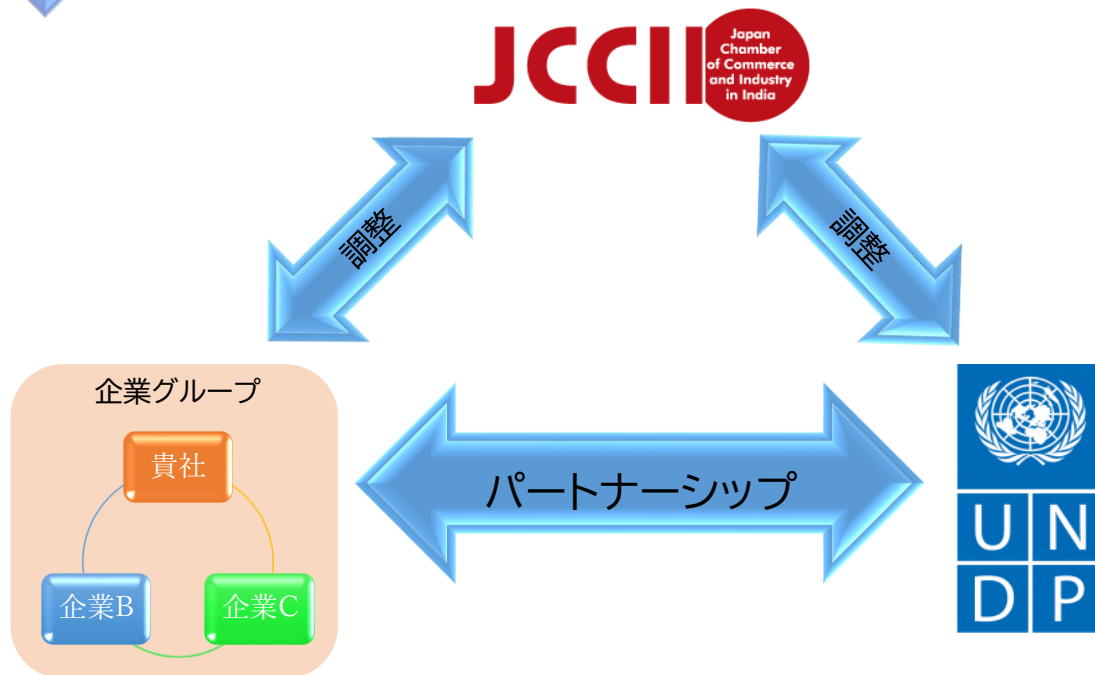 JCCII
Japan
Chamber
of Commerce
and Industry
in India
調整
調整
企業グループ
貴社
企業B
企業C
パートナーシップ
U N
D P